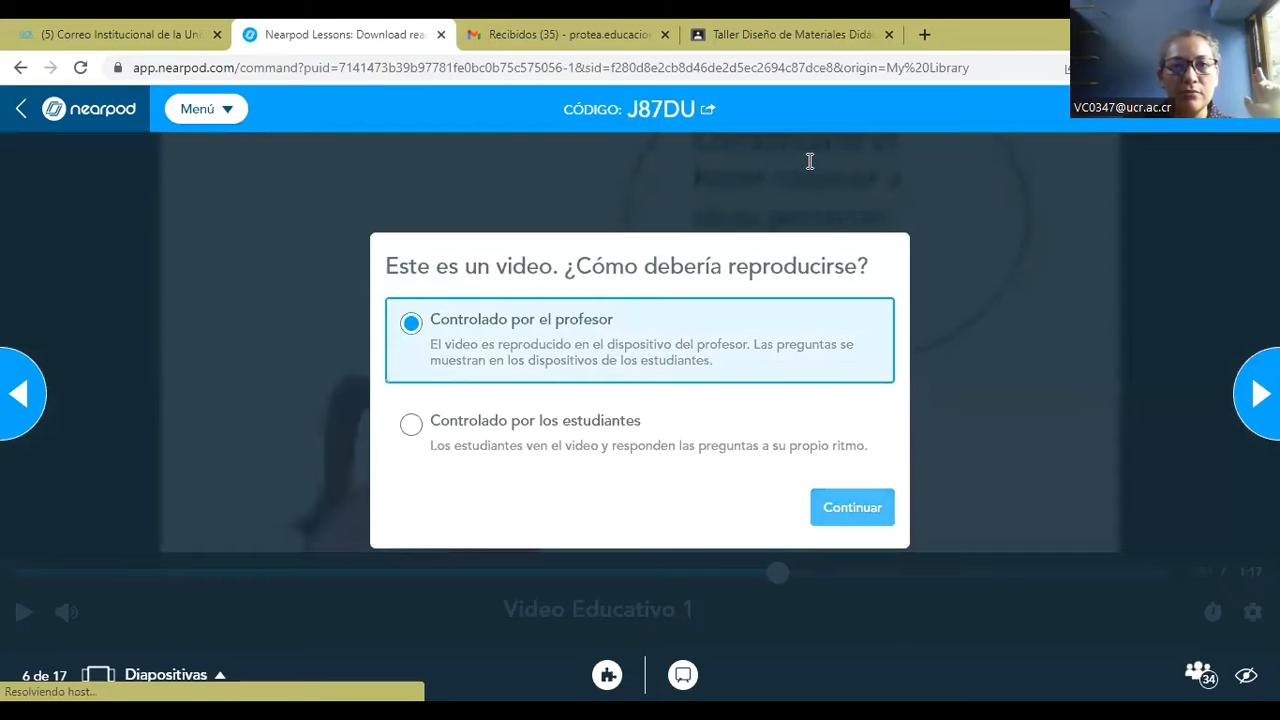 (5) Correo Institucional de la Uni
Nearpod Lessons: Download rea
Recibidos (35) - protea.educacion
Taller Diseño de Materiales Didá
app.nearpod.com/command?puid=7141473b39b97781fe0bc0b75c575056-1&sid=f280d8e2cb8d46de2d5ec2694c87dce8&origin=My%20Library
VC0347@ucr.ac.cr
nearpod
Menú
CÓDIGO: J87DU
Este es un video. ¿Cómo debería reproducirse?
Controlado por el profesor
El video es reproducido en el dispositivo del profesor. Las preguntas se
muestran en los dispositivos de los estudiantes.
Controlado por los estudiantes
Los estudiantes ven el video y responden las preguntas a su propio ritmo.
Continuar
/ 1:17
Video Educativo 1
6 de 17
Diapositivas
34
Resolviendo host...